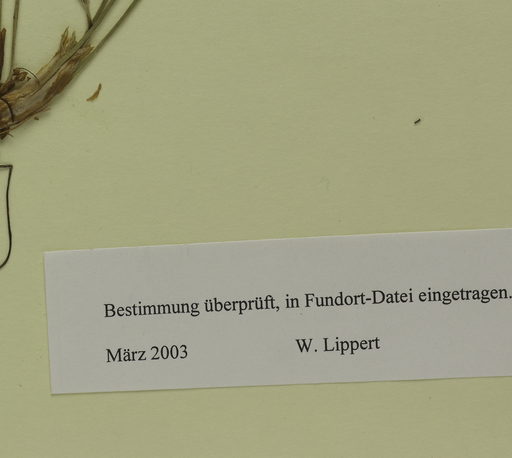 Bestimmung überprüft, in Fundort-Datei eingetragen.
März 2003 W. Lippert